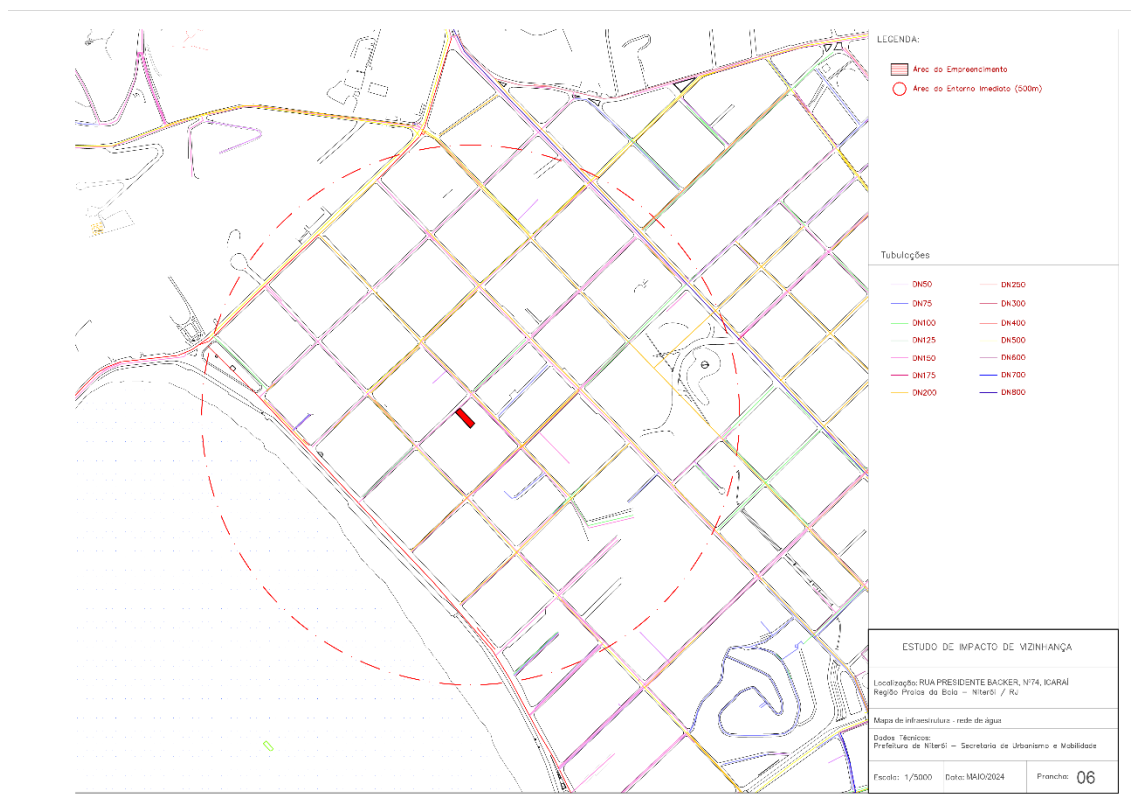 LEGENDA:
Area do Empreendimento
Area do Entorno Imediato (500m)
Tubulações
DN50
DN250
DN75
DN300
DN100
DN400
DN125
DN500
DN150
DN600
DN175
DN700
DN200
DN800
ESTUDO DE IMPACTO DE VIZINHANÇA
Localização: RUA PRESIDENTE BACKER, Nº74, ICARAÍ
Região Praias da Baia – Niterói / RJ
Mapa de infraestrutura - rede de água
Dados Técnicos:
Prefeitura de Niterói – Secretaria de Urbanismo e Mobilidade
Escala: 1/5000 Data: MAIO/2024 Prancha: 06